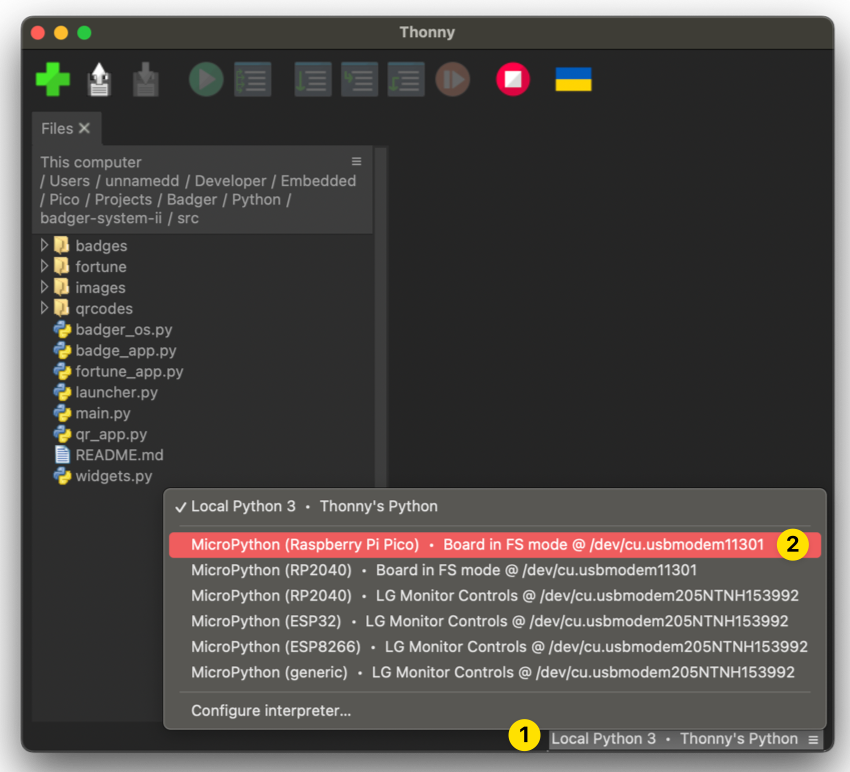 Thonny
Files ✕
This computer
/ Users / unnamedd / Developer / Embedded
/ Pico / Projects / Badger / Python /
badger-system-ii / src
badges
fortune
images
qrcodes
badger_os.py
badge_app.py
fortune_app.py
launcher.py
main.py
qr_app.py
README.md
widgets.py
✓ Local Python 3 • Thonny's Python
MicroPython (Raspberry Pi Pico) • Board in FS mode @ /dev/cu.usbmodem11301 2
MicroPython (RP2040) • Board in FS mode @ /dev/cu.usbmodem11301
MicroPython (RP2040) • LG Monitor Controls @ /dev/cu.usbmodem205NTNH153992
MicroPython (ESP32) • LG Monitor Controls @ /dev/cu.usbmodem205NTNH153992
MicroPython (ESP8266) • LG Monitor Controls @ /dev/cu.usbmodem205NTNH153992
MicroPython (generic) • LG Monitor Controls @ /dev/cu.usbmodem205NTNH153992
Configure interpreter...
1 Local Python 3 • Thonny's Python ≡